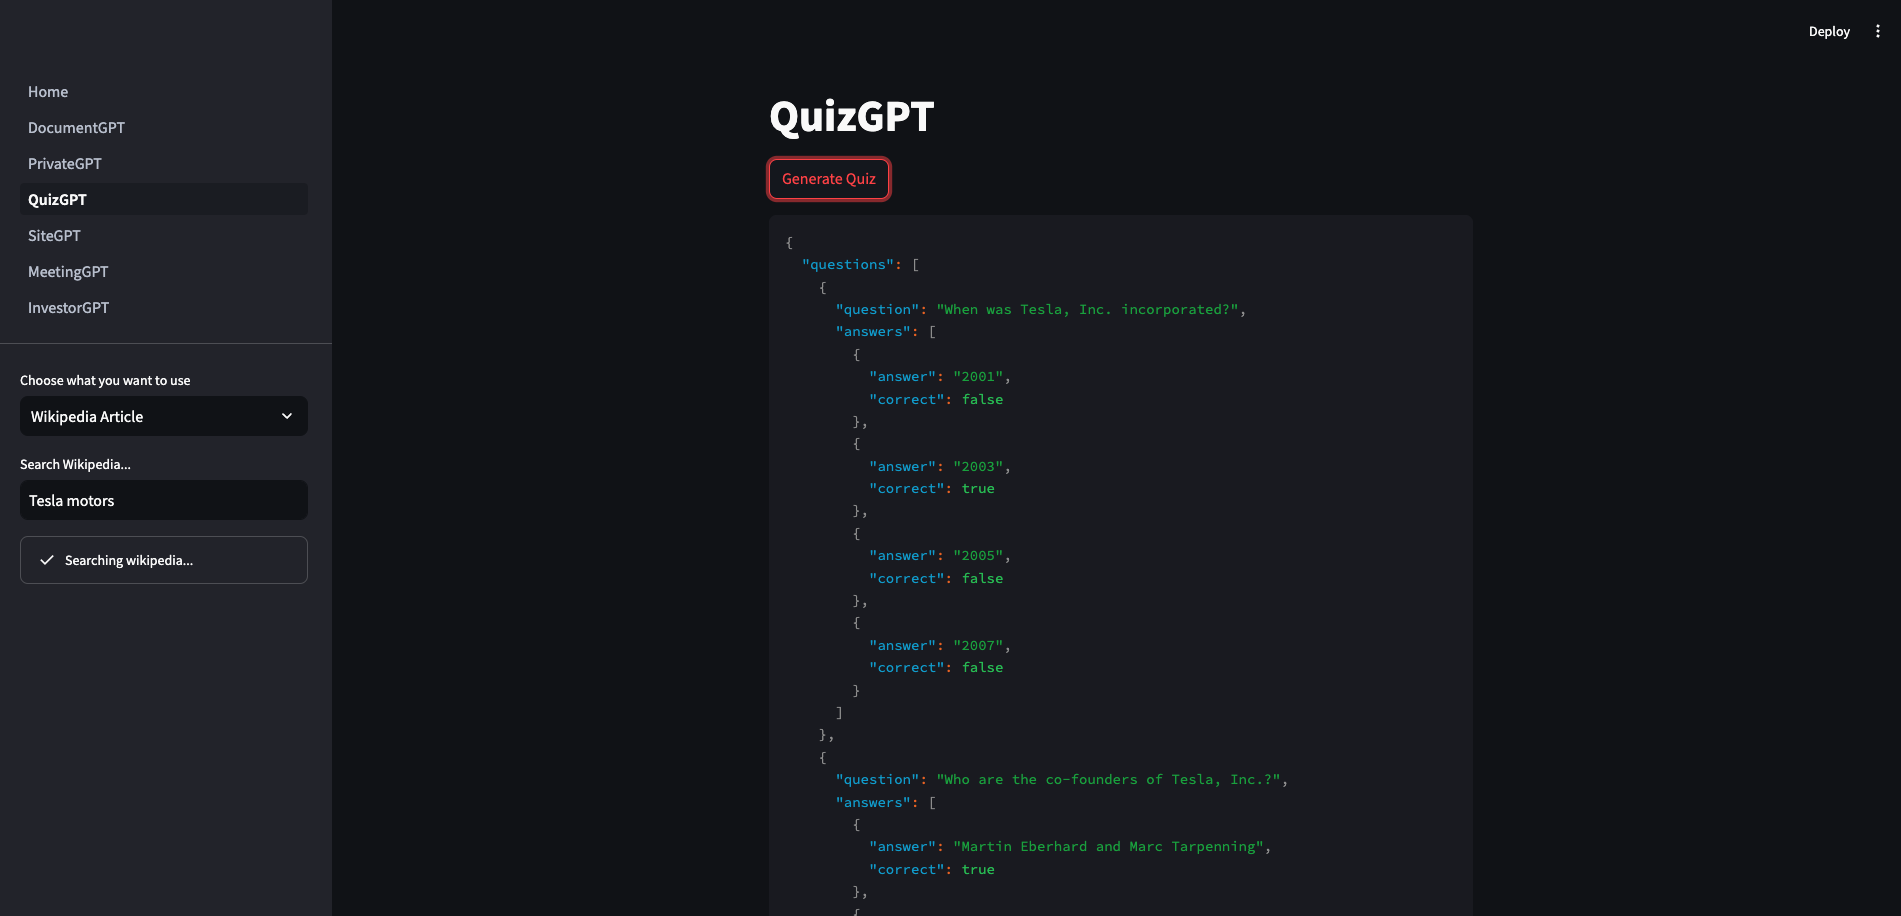 Deploy
Home
DocumentGPT
PrivateGPT
QuizGPT
SiteGPT
MeetingGPT
InvestorGPT
Choose what you want to use
Wikipedia Article
Search Wikipedia...
Tesla motors
Searching wikipedia...
QuizGPT
Generate Quiz
{
"questions": [
{
"question": "When was Tesla, Inc. incorporated?",
"answers": [
{
"answer": "2001",
"correct": false
},
{
"answer": "2003",
"correct": true
},
{
"answer": "2005",
"correct": false
},
{
"answer": "2007",
"correct": false
}
]
},
{
"question": "Who are the co-founders of Tesla, Inc.?",
"answers": [
{
"answer": "Martin Eberhard and Marc Tarpenning",
"correct": true
},
{